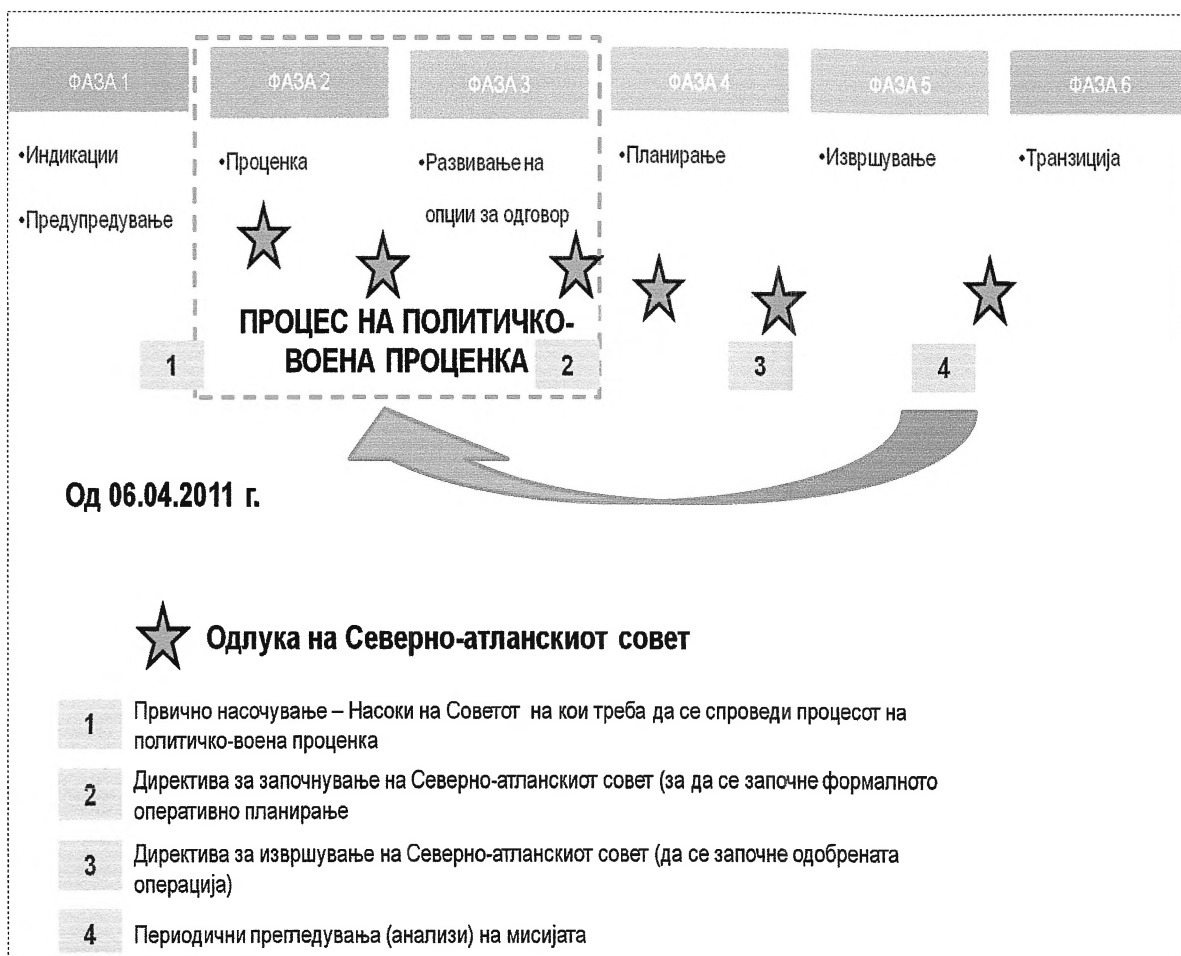 ФАЗА 1
ФАЗА 2
ФАЗА 3
ФАЗА 4
ФАЗА 5
ФАЗА 6
•Индикации
•Предупредување
•Проценка
•Развивање на
опции за одговор
•Планирање
•Извршување
•Транзиција
ПРОЦЕС НА ПОЛИТИЧКО-
ВОЕНА ПРОЦЕНКА
1
2
3
4
Од 06.04.2011 г.
Одлука на Северно-атланскиот совет
1 Првично насочување – Насоки на Советот на кои треба да се спроведи процесот на
политичко-воена проценка
2 Директива за започнување на Северно-атланскиот совет (за да се започне формалното
оперативно планирање
3 Директива за извршување на Северно-атланскиот совет (да се започне одобрената
операција)
4 Периодични прегледувања (анализи) на мисијата